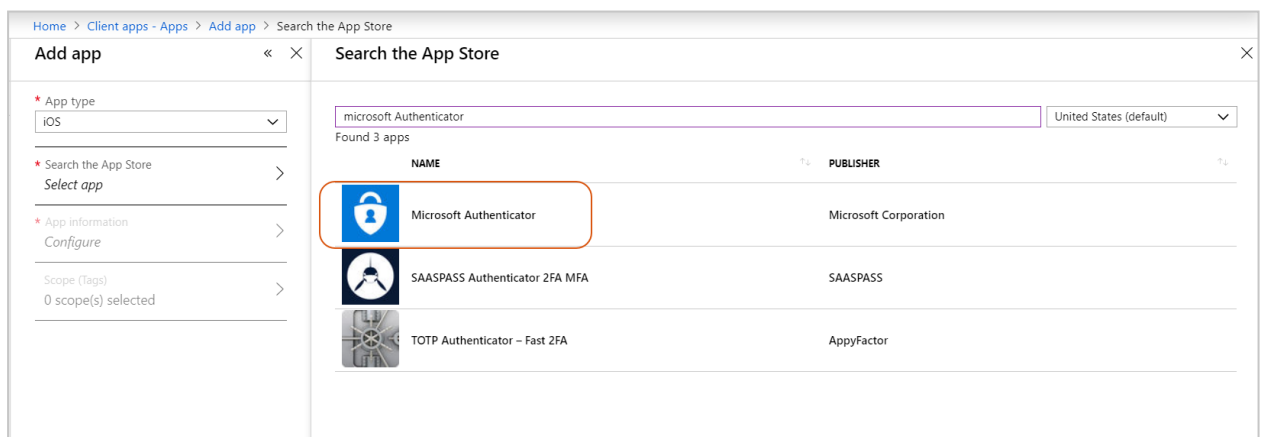 Home > Client apps - Apps > Add app > Search the App Store
Add app
* App type
iOS
* Search the App Store
Select app
* App information
Configure
Scope (Tags)
0 scope(s) selected
Search the App Store
microsoft Authenticator
United States (default)
Found 3 apps
NAME PUBLISHER
Microsoft Authenticator Microsoft Corporation
SAASPASS Authenticator 2FA MFA SAASPASS
TOTP Authenticator – Fast 2FA AppyFactor